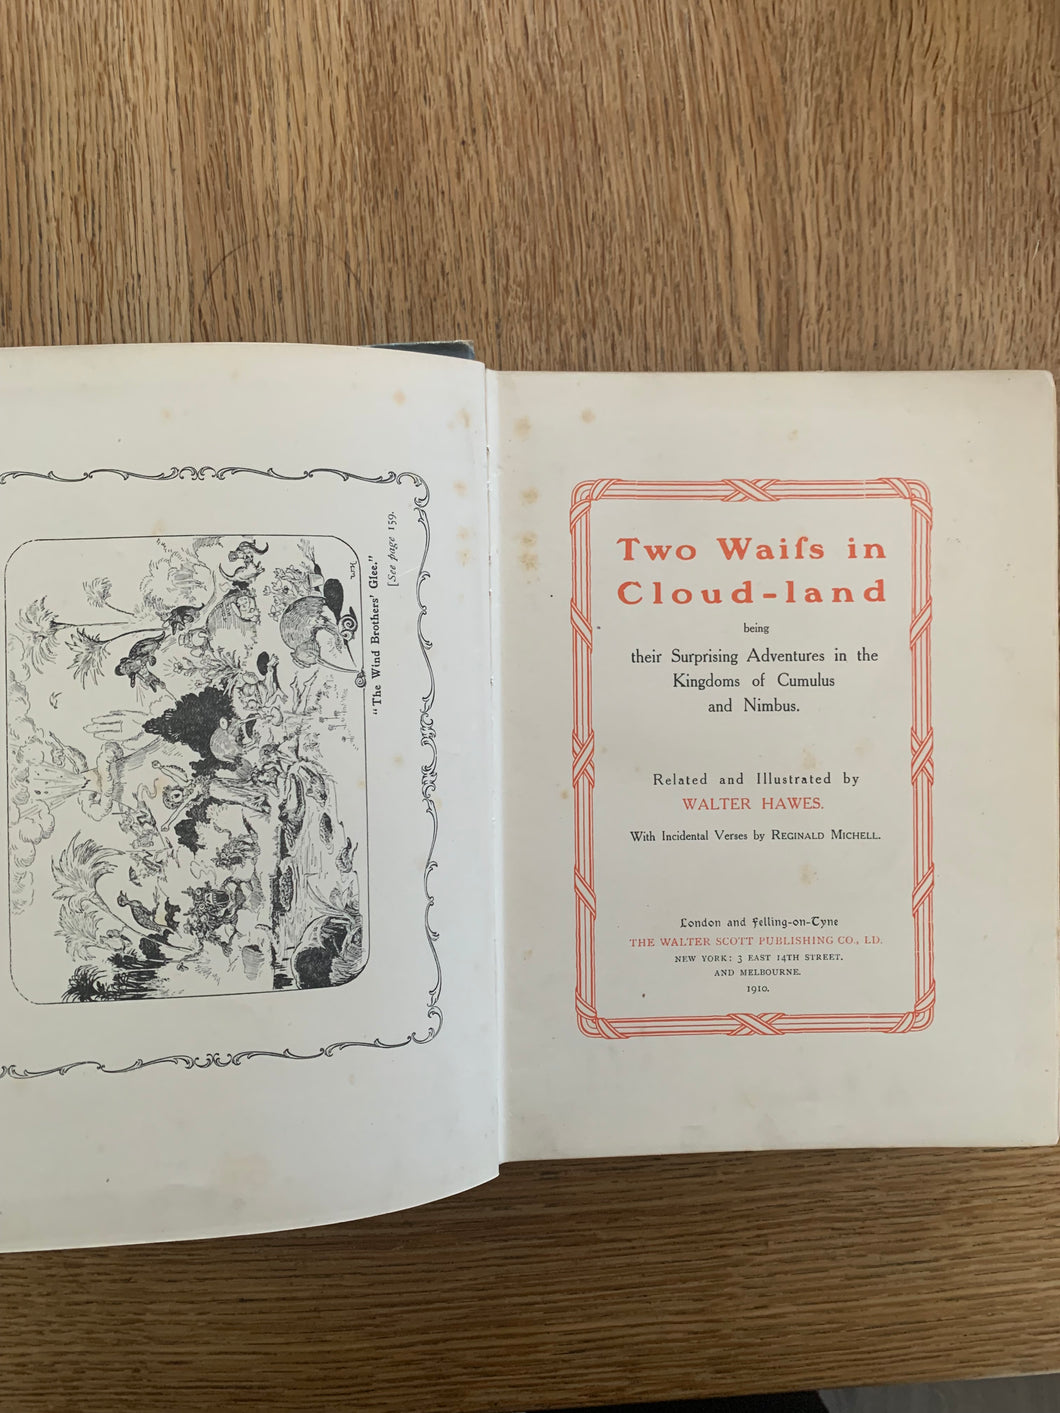 "The Wind Brothers' Glee."
[See page 159.
Two Waifs in
Cloud-land
being
their Surprising Adventures in the
Kingdoms of Cumulus
and Nimbus.
Related and Illustrated by
WALTER HAWES.
With Incidental Verses by REGINALD MICHELL.
London and Felling-on-Tyne
THE WALTER SCOTT PUBLISHING CO., LD.
NEW YORK: 3 EAST 14TH STREET.
AND MELBOURNE.
1910.